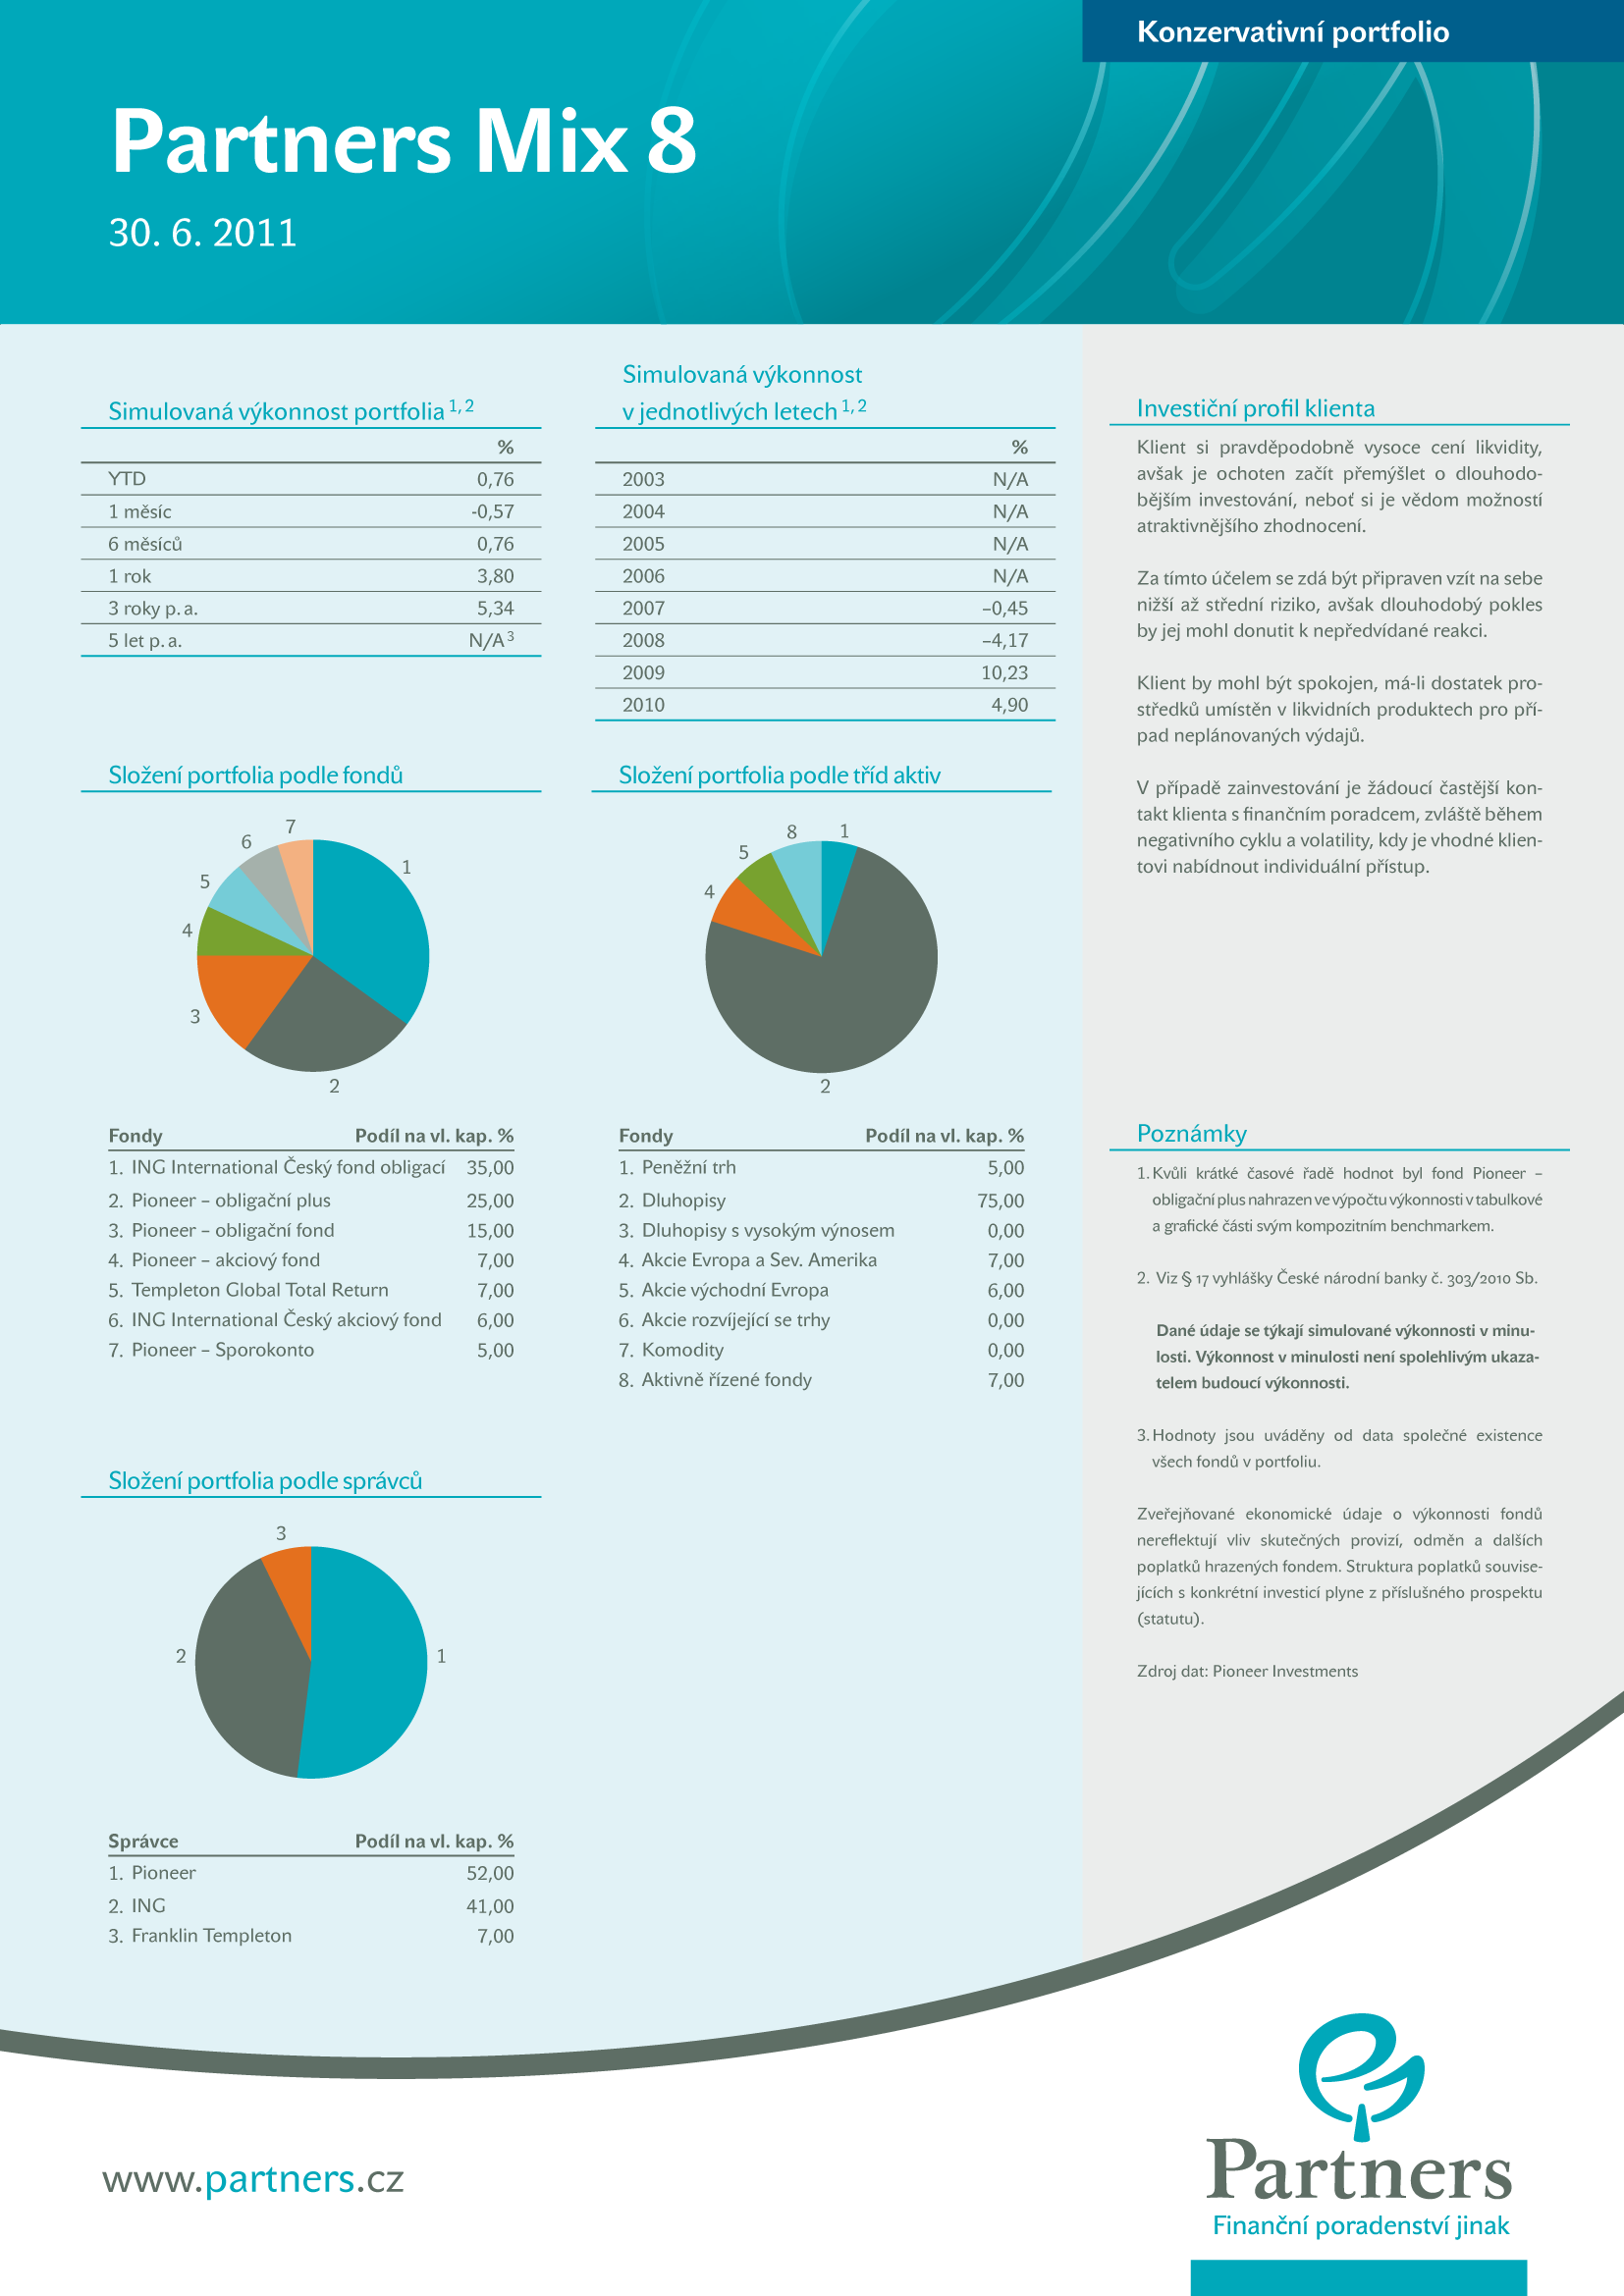 Konzervativní portfolio
Partners Mix 8
30. 6. 2011
Simulovaná výkonnost portfolia 1, 2
%
YTD 0,76
1 měsíc -0,57
6 měsíců 0,76
1 rok 3,80
3 roky p. a. 5,34
5 let p. a. N/A 3
Simulovaná výkonnost
v jednotlivých letech 1, 2
%
2003 N/A
2004 N/A
2005 N/A
2006 N/A
2007 –0,45
2008 –4,17
2009 10,23
2010 4,90
Složení portfolia podle fondů
1
2
3
4
5
6
7
Fondy Podíl na vl. kap. %
1. ING International Český fond obligací 35,00
2. Pioneer – obligační plus 25,00
3. Pioneer – obligační fond 15,00
4. Pioneer – akciový fond 7,00
5. Templeton Global Total Return 7,00
6. ING International Český akciový fond 6,00
7. Pioneer – Sporokonto 5,00
Složení portfolia podle tříd aktiv
1
2
4
5
8
Fondy Podíl na vl. kap. %
1. Peněžní trh 5,00
2. Dluhopisy 75,00
3. Dluhopisy s vysokým výnosem 0,00
4. Akcie Evropa a Sev. Amerika 7,00
5. Akcie východní Evropa 6,00
6. Akcie rozvíjející se trhy 0,00
7. Komodity 0,00
8. Aktivně řízené fondy 7,00
Složení portfolia podle správců
1
2
3
Správce Podíl na vl. kap. %
1. Pioneer 52,00
2. ING 41,00
3. Franklin Templeton 7,00
Investiční profil klienta
Klient si pravděpodobně vysoce cení likvidity,
avšak je ochoten začít přemýšlet o dlouhodo-
bějším investování, neboť si je vědom možností
atraktivnějšího zhodnocení.
Za tímto účelem se zdá být připraven vzít na sebe
nižší až střední riziko, avšak dlouhodobý pokles
by jej mohl donutit k nepředvídané reakci.
Klient by mohl být spokojen, má-li dostatek pro-
středků umístěn v likvidních produktech pro pří-
pad neplánovaných výdajů.
V případě zainvestování je žádoucí častější kon-
takt klienta s finančním poradcem, zvláště během
negativního cyklu a volatility, kdy je vhodné klien-
tovi nabídnout individuální přístup.
Poznámky
1. Kvůli krátké časové řadě hodnot byl fond Pioneer –
obligační plus nahrazen ve výpočtu výkonnosti v tabulkové
a grafické části svým kompozitním benchmarkem.
2. Viz § 17 vyhlášky České národní banky č. 303/2010 Sb.
Dané údaje se týkají simulované výkonnosti v minu-
losti. Výkonnost v minulosti není spolehlivým ukaza-
telem budoucí výkonnosti.
3. Hodnoty jsou uváděny od data společné existence
všech fondů v portfoliu.
Zveřejňované ekonomické údaje o výkonnosti fondů
nereflektují vliv skutečných provizí, odměn a dalších
poplatků hrazených fondem. Struktura poplatků souvise-
jících s konkrétní investicí plyne z příslušného prospektu
(statutu).
Zdroj dat: Pioneer Investments
www.partners.cz
Partners
Finanční poradenství jinak